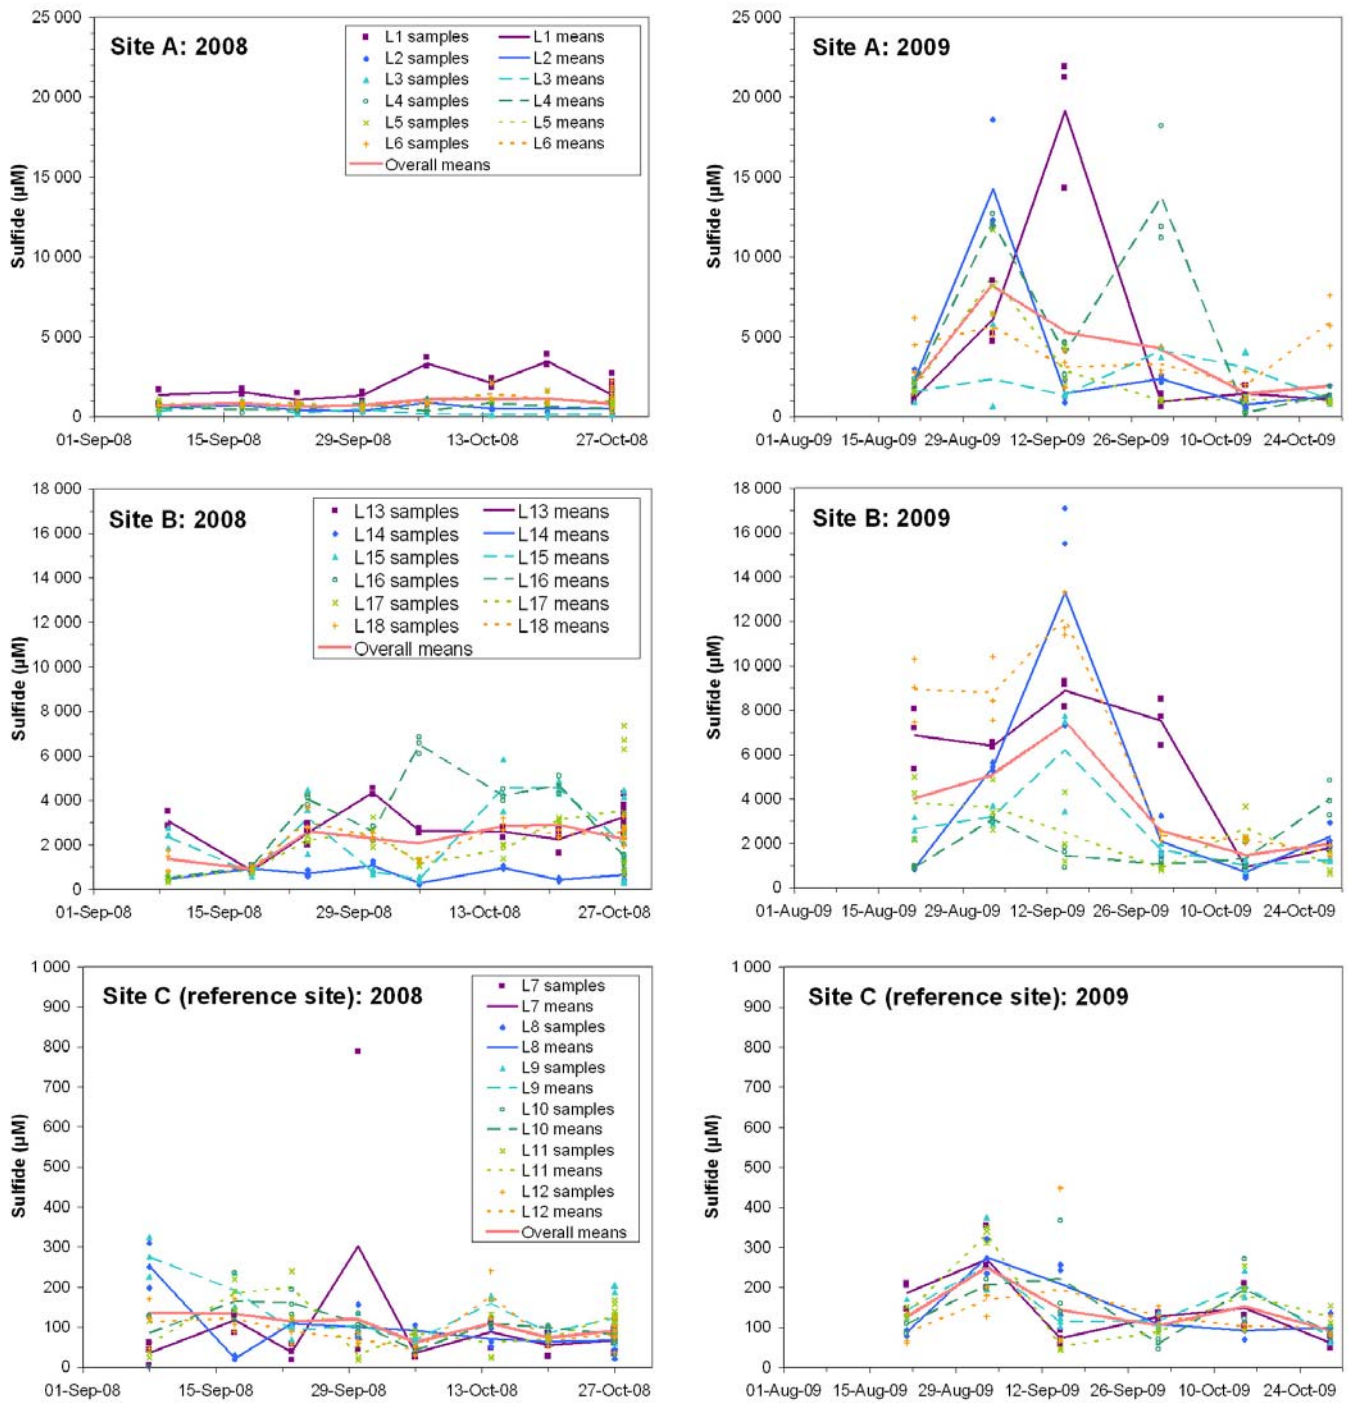 Site A: 2008
25 000
20 000
15 000
10 000
5 000
0
Sulfide (µM)
01-Sep-08 15-Sep-08 29-Sep-08 13-Oct-08 27-Oct-08
L1 samples L1 means
L2 samples L2 means
L3 samples L3 means
L4 samples L4 means
L5 samples L5 means
L6 samples L6 means
Overall means
Site A: 2009
25 000
20 000
15 000
10 000
5 000
0
Sulfide (µM)
01-Aug-09 15-Aug-09 29-Aug-09 12-Sep-09 26-Sep-09 10-Oct-09 24-Oct-09
Site B: 2008
18 000
16 000
14 000
12 000
10 000
8 000
6 000
4 000
2 000
0
Sulfide (µM)
01-Sep-08 15-Sep-08 29-Sep-08 13-Oct-08 27-Oct-08
L13 samples L13 means
L14 samples L14 means
L15 samples L15 means
L16 samples L16 means
L17 samples L17 means
L18 samples L18 means
Overall means
Site B: 2009
18 000
16 000
14 000
12 000
10 000
8 000
6 000
4 000
2 000
0
Sulfide (µM)
01-Aug-09 15-Aug-09 29-Aug-09 12-Sep-09 26-Sep-09 10-Oct-09 24-Oct-09
Site C (reference site): 2008
1 000
900
800
700
600
500
400
300
200
100
0
Sulfide (µM)
01-Sep-08 15-Sep-08 29-Sep-08 13-Oct-08 27-Oct-08
L7 samples
L7 means
L8 samples
L8 means
L9 samples
L9 means
L10 samples
L10 means
L11 samples
L11 means
L12 samples
L12 means
Overall means
Site C (reference site): 2009
1 000
900
800
700
600
500
400
300
200
100
0
Sulfide (µM)
01-Aug-09 15-Aug-09 29-Aug-09 12-Sep-09 26-Sep-09 10-Oct-09 24-Oct-09